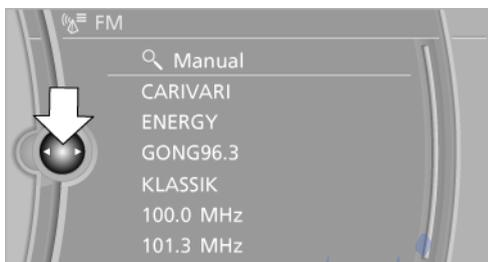 FM
Manual
CARIVARI
ENERGY
GONG96.3
KLASSIK
100.0 MHz
101.3 MHz